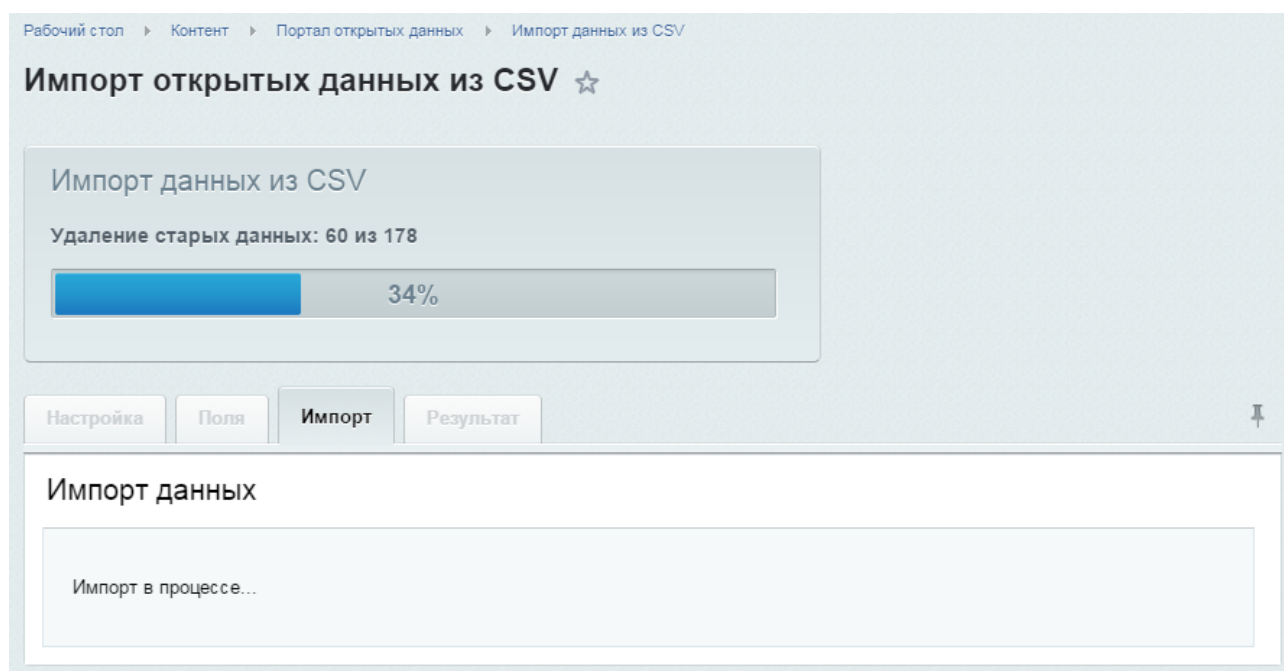 Рабочий стол Контент Портал открытых данных Импорт данных из CSV
Импорт открытых данных из CSV
Импорт данных из CSV
Удаление старых данных: 60 из 178
34%
Настройка Поля Импорт Результат
Импорт данных
Импорт в процессе...